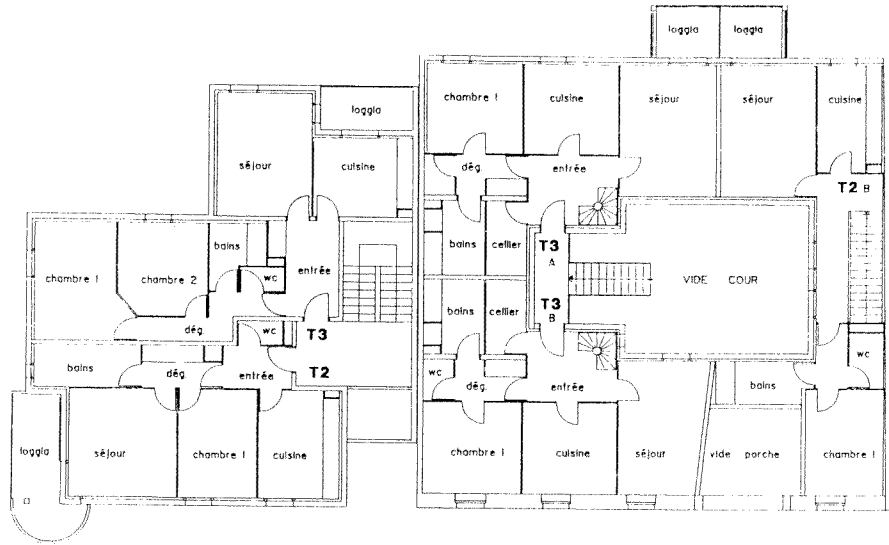 loggia loggia
chambre 1 cuisine séjour séjour cuisine
loggia
séjour cuisine
dég. entrée
T2 B
bains
bains cellier T3 A
VIDE COUR
chambre 1 chambre 2 wc entrée
bains cellier T3 B
dég. wc T3
bains dég. entrée T2
wc dég. entrée bains wc
loggia séjour chambre 1 cuisine
chambre 1 cuisine séjour vide porche chambre 1